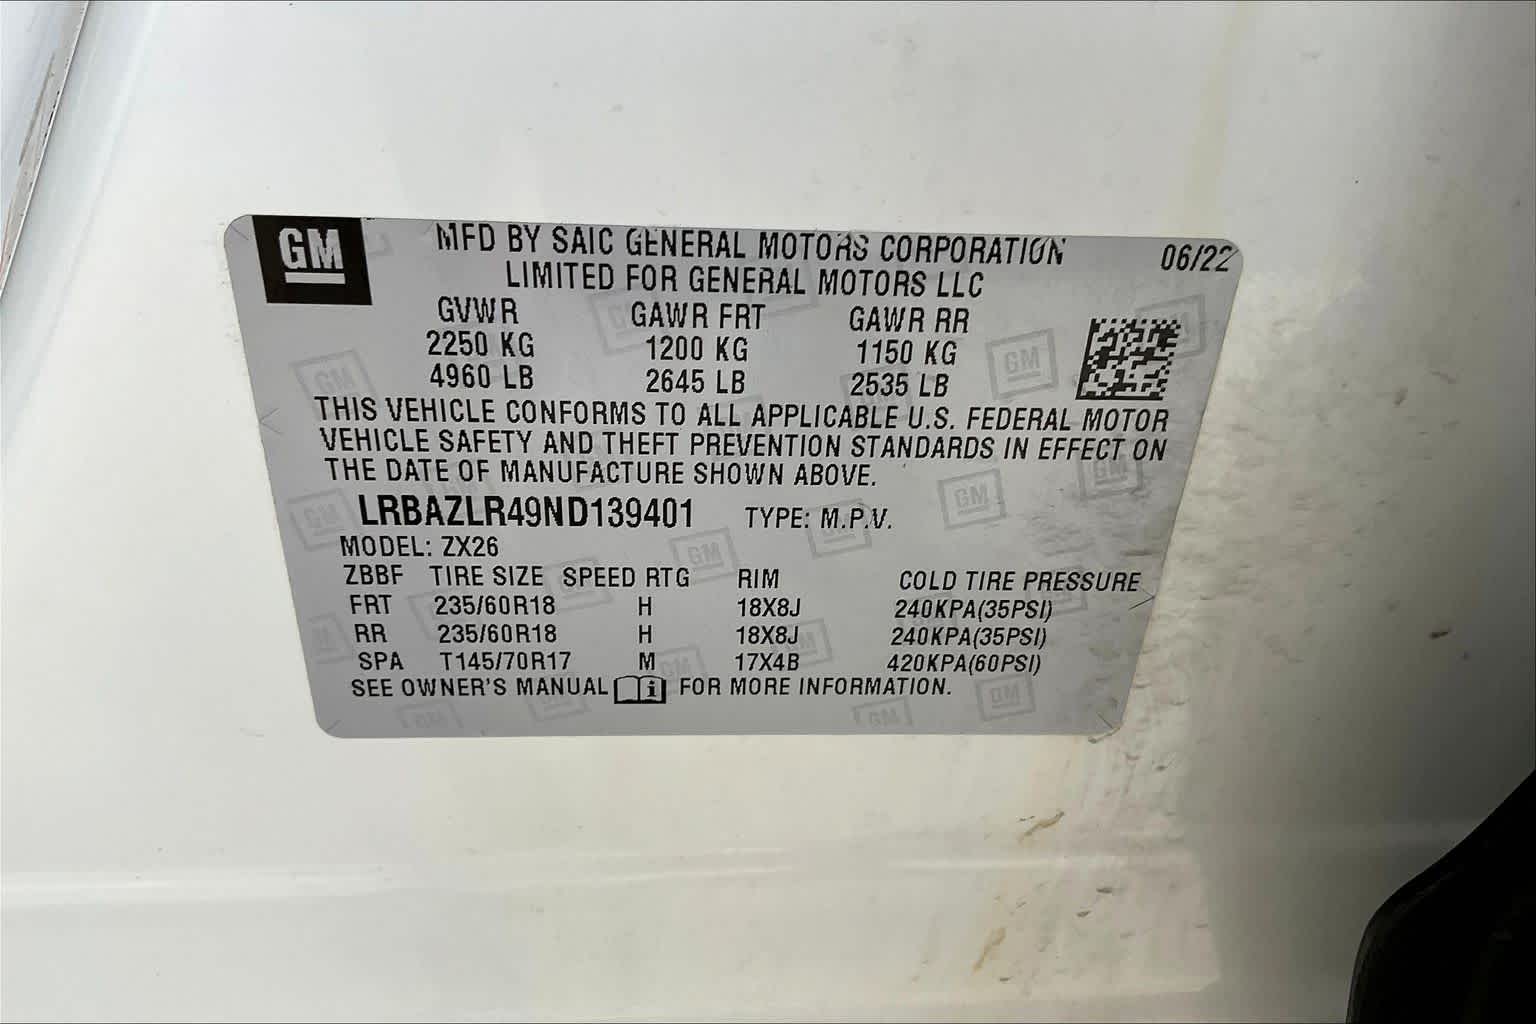 GM MFD BY SAIC GENERAL MOTORS CORPORATION 06/22
LIMITED FOR GENERAL MOTORS LLC
GVWR GAWR FRT GAWR RR
2250 KG 1200 KG 1150 KG
4960 LB 2645 LB 2535 LB
THIS VEHICLE CONFORMS TO ALL APPLICABLE U.S. FEDERAL MOTOR
VEHICLE SAFETY AND THEFT PREVENTION STANDARDS IN EFFECT ON
THE DATE OF MANUFACTURE SHOWN ABOVE.
LRBAZLR49ND139401 TYPE: M.P.V.
MODEL: ZX26
ZBBF TIRE SIZE SPEED RTG RIM COLD TIRE PRESSURE
FRT 235/60R18 H 18X8J 240KPA(35PSI)
RR 235/60R18 H 18X8J 240KPA(35PSI)
SPA T145/70R17 M 17X4B 420KPA(60PSI)
SEE OWNER'S MANUAL FOR MORE INFORMATION.